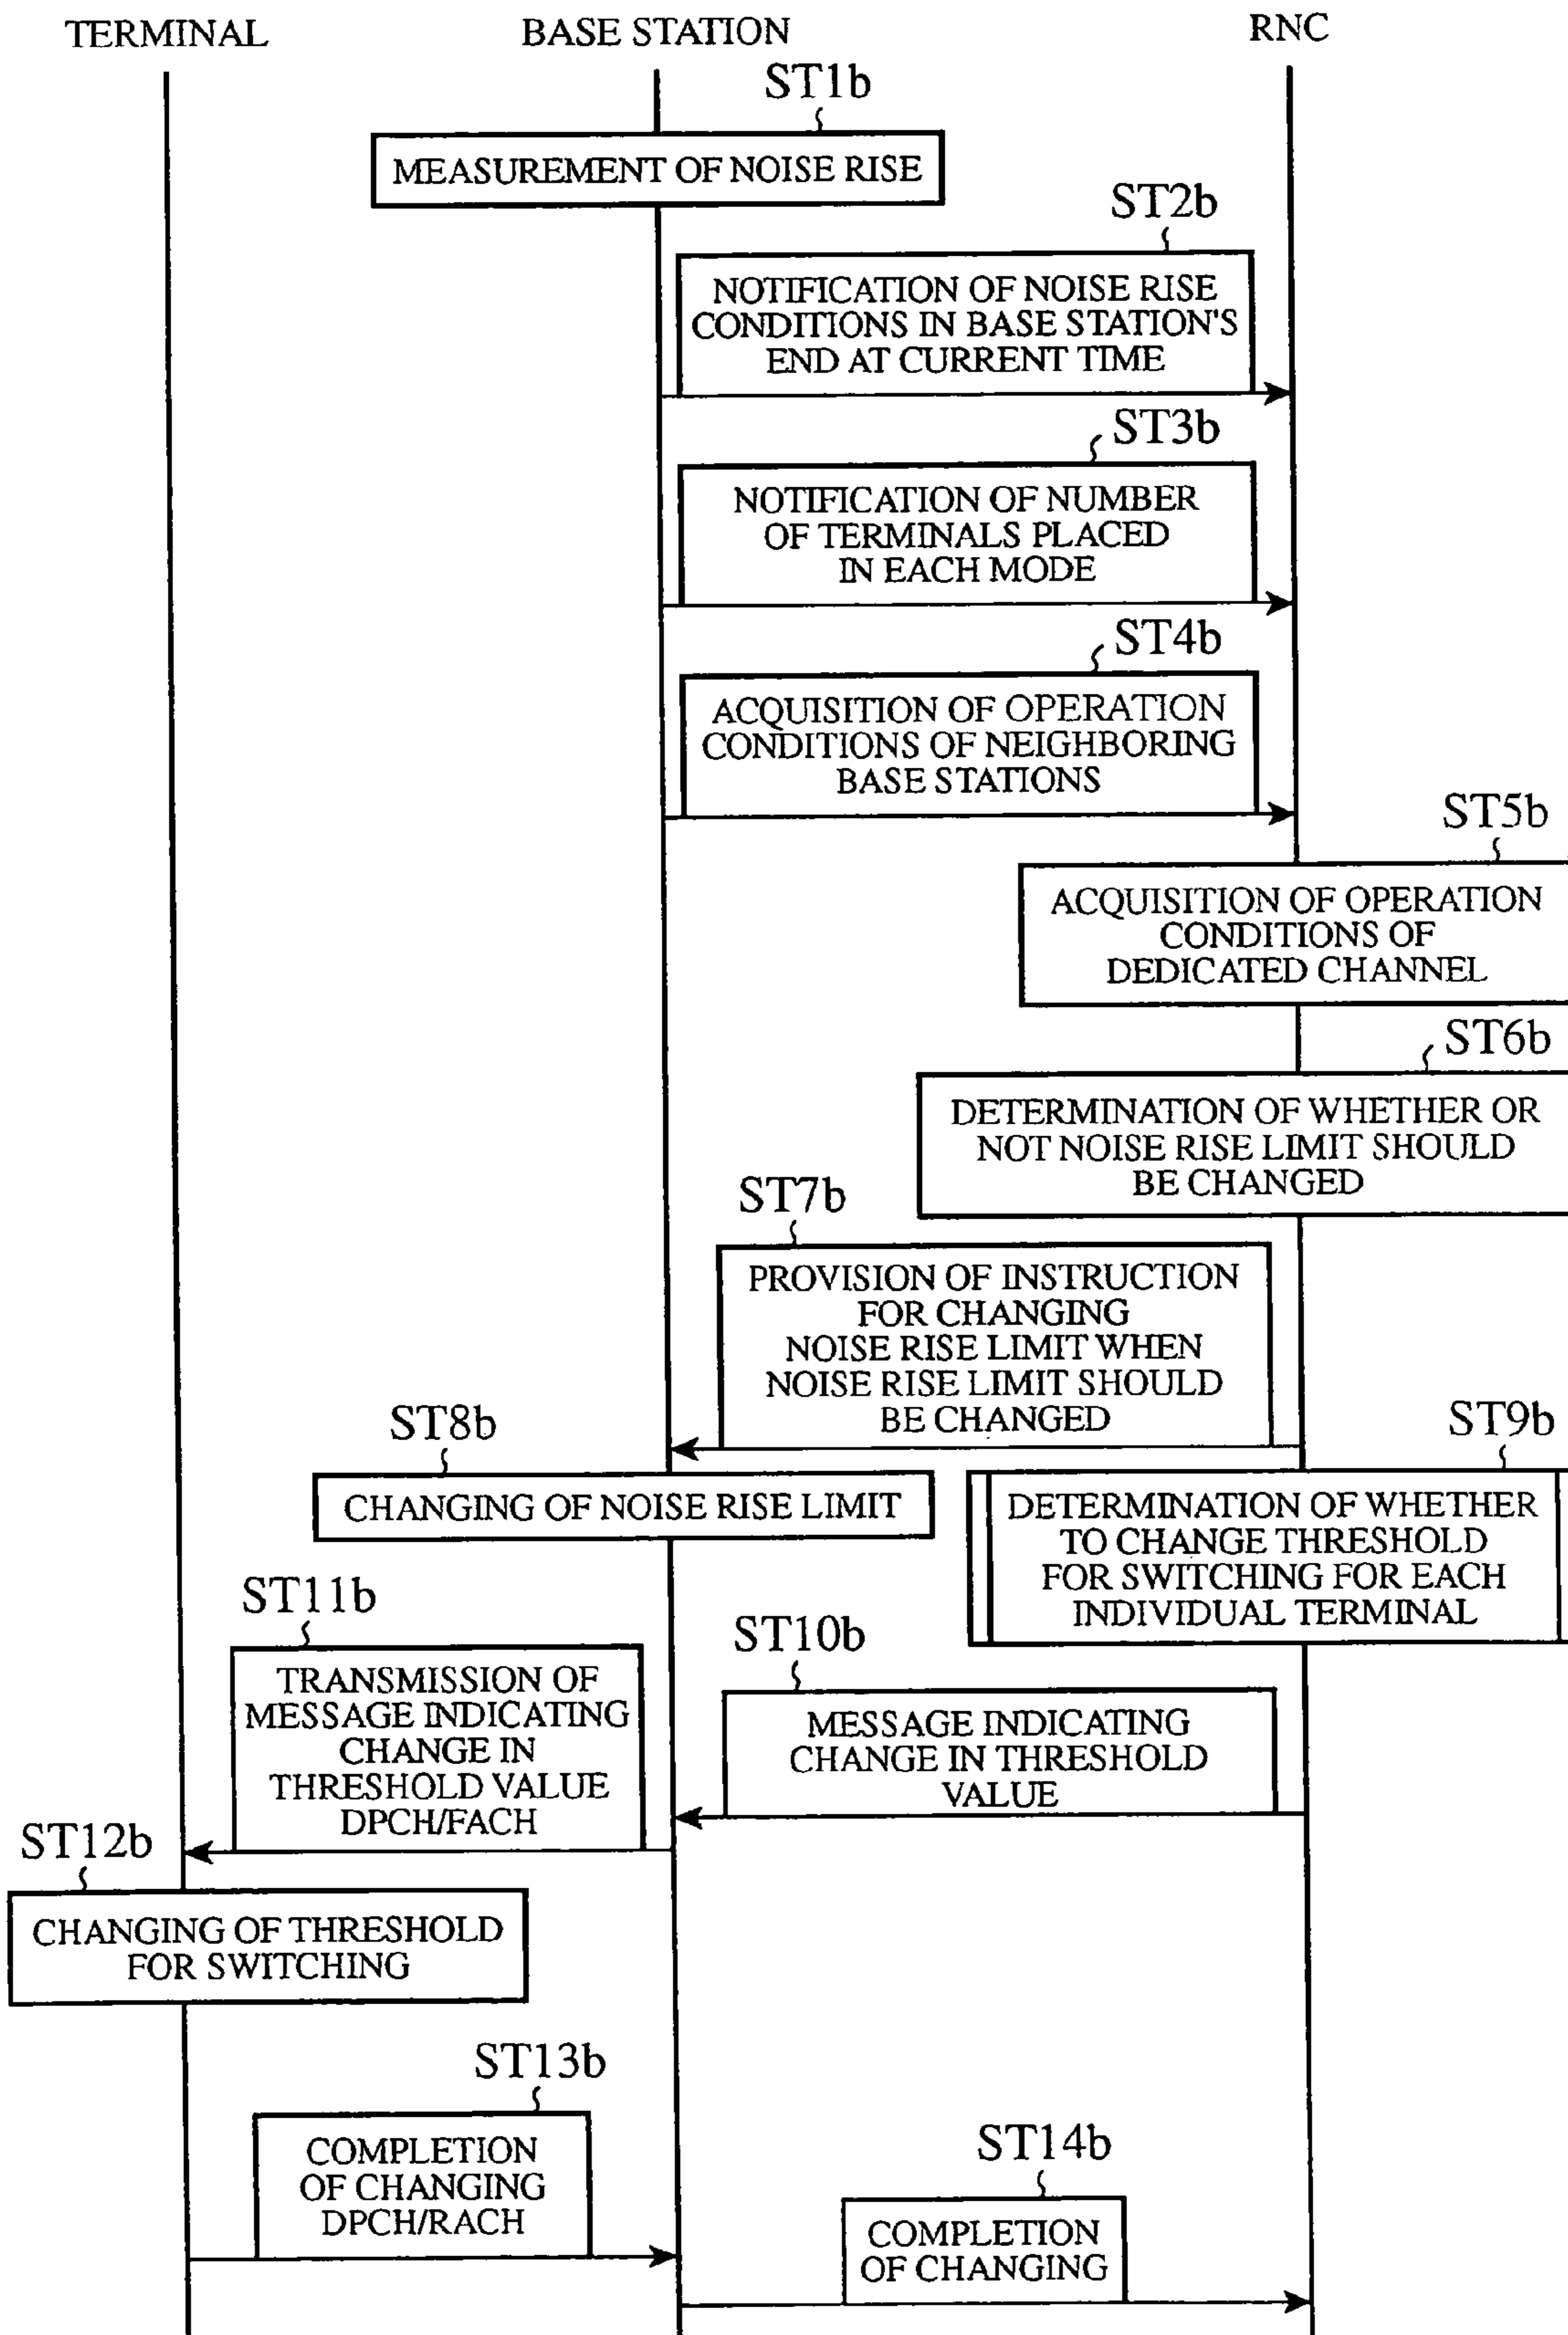 TERMINAL
BASE STATION
RNC
ST1b
MEASUREMENT OF NOISE RISE
ST2b
NOTIFICATION OF NOISE RISE
CONDITIONS IN BASE STATION'S
END AT CURRENT TIME
ST3b
NOTIFICATION OF NUMBER
OF TERMINALS PLACED
IN EACH MODE
ST4b
ACQUISITION OF OPERATION
CONDITIONS OF NEIGHBORING
BASE STATIONS
ST5b
ACQUISITION OF OPERATION
CONDITIONS OF
DEDICATED CHANNEL
ST6b
DETERMINATION OF WHETHER OR
NOT NOISE RISE LIMIT SHOULD
BE CHANGED
ST7b
PROVISION OF INSTRUCTION
FOR CHANGING
NOISE RISE LIMIT WHEN
NOISE RISE LIMIT SHOULD
BE CHANGED
ST8b
CHANGING OF NOISE RISE LIMIT
ST9b
DETERMINATION OF WHETHER
TO CHANGE THRESHOLD
FOR SWITCHING FOR EACH
INDIVIDUAL TERMINAL
ST10b
MESSAGE INDICATING
CHANGE IN THRESHOLD
VALUE
ST11b
TRANSMISSION OF
MESSAGE INDICATING
CHANGE IN
THRESHOLD VALUE
DPCH/FACH
ST12b
CHANGING OF THRESHOLD
FOR SWITCHING
ST13b
COMPLETION
OF CHANGING
DPCH/RACH
ST14b
COMPLETION
OF CHANGING